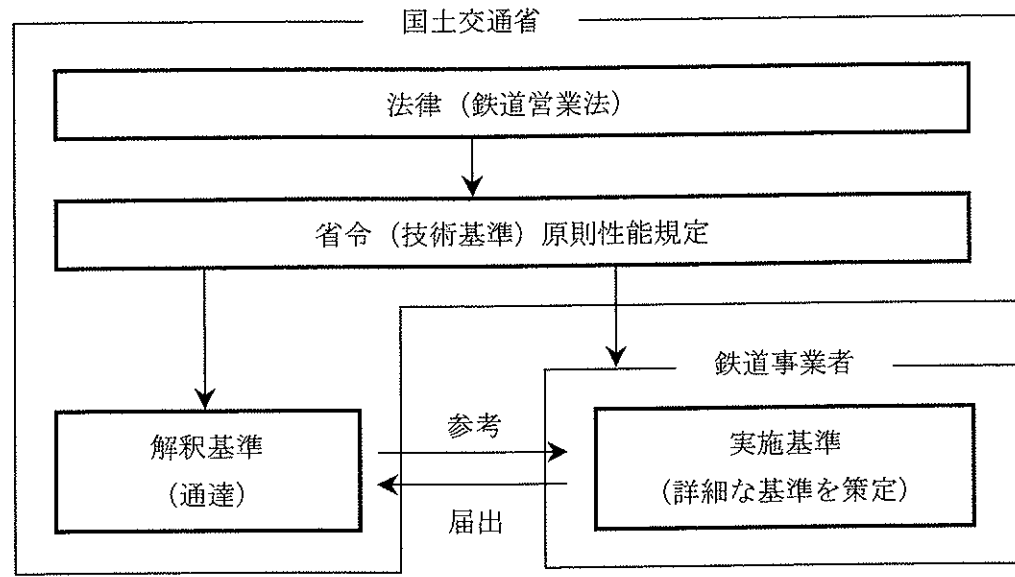 国土交通省
法律（鉄道営業法）
省令（技術基準）原則性能規定
鉄道事業者
解釈基準
（通達）
参考
届出
実施基準
（詳細な基準を策定）